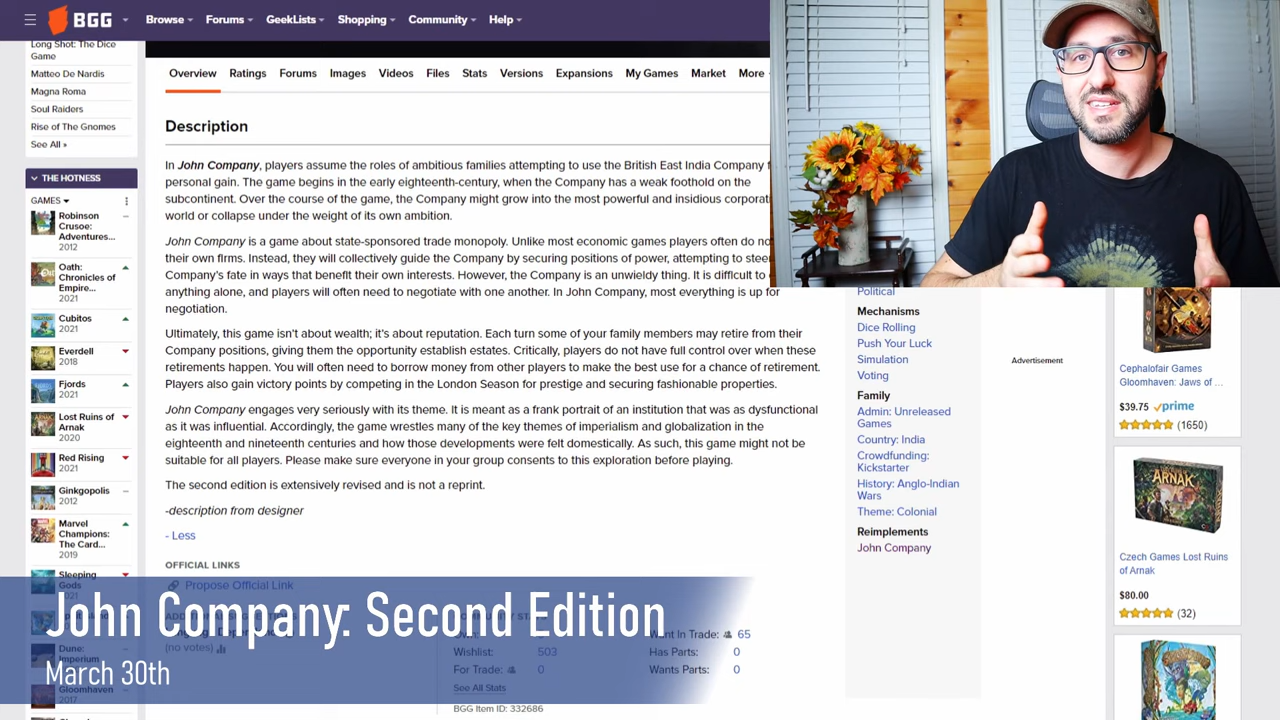 BGG
Browse
Forums
GeekLists
Shopping
Community
Help
Long Shot: The Dice
Game
Matteo De Nardis
Magna Roma
Soul Raiders
Rise of The Gnomes
See All »
THE HOTNESS
GAMES
Robinson
Crusoe:
Adventures...
2012
Oath:
Chronicles of
Empire...
2021
Cubitos
2021
Everdell
2018
Fjords
2021
Lost Ruins of
Arnak
2020
Red Rising
2021
Ginkgopolis
2012
Marvel
Champions:
The Card...
2019
Sleeping
Gods
2021
Dune:
Imperium
Gloomhaven
2017
Overview
Ratings
Forums
Images
Videos
Files
Stats
Versions
Expansions
My Games
Market
More
Description
In John Company, players assume the roles of ambitious families attempting to use the British East India Company f
personal gain. The game begins in the early eighteenth-century, when the Company has a weak foothold on the
subcontinent. Over the course of the game, the Company might grow into the most powerful and insidious corporat
world or collapse under the weight of its own ambition.
John Company is a game about state-sponsored trade monopoly. Unlike most economic games players often do no
their own firms. Instead, they will collectively guide the Company by securing positions of power, attempting to steer
Company's fate in ways that benefit their own interests. However, the Company is an unwieldy thing. It is difficult to
anything alone, and players will often need to negotiate with one another. In John Company, most everything is up for
negotiation.
Ultimately, this game isn't about wealth; it's about reputation. Each turn some of your family members may retire from their
Company positions, giving them the opportunity establish estates. Critically, players do not have full control over when these
retirements happen. You will often need to borrow money from other players to make the best use for a chance of retirement.
Players also gain victory points by competing in the London Season for prestige and securing fashionable properties.
John Company engages very seriously with its theme. It is meant as a frank portrait of an institution that was as dysfunctional
as it was influential. Accordingly, the game wrestles many of the key themes of imperialism and globalization in the
eighteenth and nineteenth centuries and how those developments were felt domestically. As such, this game might not be
suitable for all players. Please make sure everyone in your group consents to this exploration before playing.
The second edition is extensively revised and is not a reprint.
-description from designer
- Less
OFFICIAL LINKS
Propose Official Link
(no votes)
Wishlist: 503
For Trade: 0
See All Stats
BGG Item ID: 332686
Want In Trade: 65
Has Parts: 0
Wants Parts: 0
Political
Mechanisms
Dice Rolling
Push Your Luck
Simulation
Voting
Family
Admin: Unreleased
Games
Country: India
Crowdfunding:
Kickstarter
History: Anglo-Indian
Wars
Theme: Colonial
Reimplements
John Company
Advertisement
Cephalofair Games
Gloomhaven: Jaws of ...
$39.75 prime
(1650)
ARNAK
Czech Games Lost Ruins
of Arnak
$80.00
(32)
John Company: Second Edition
March 30th